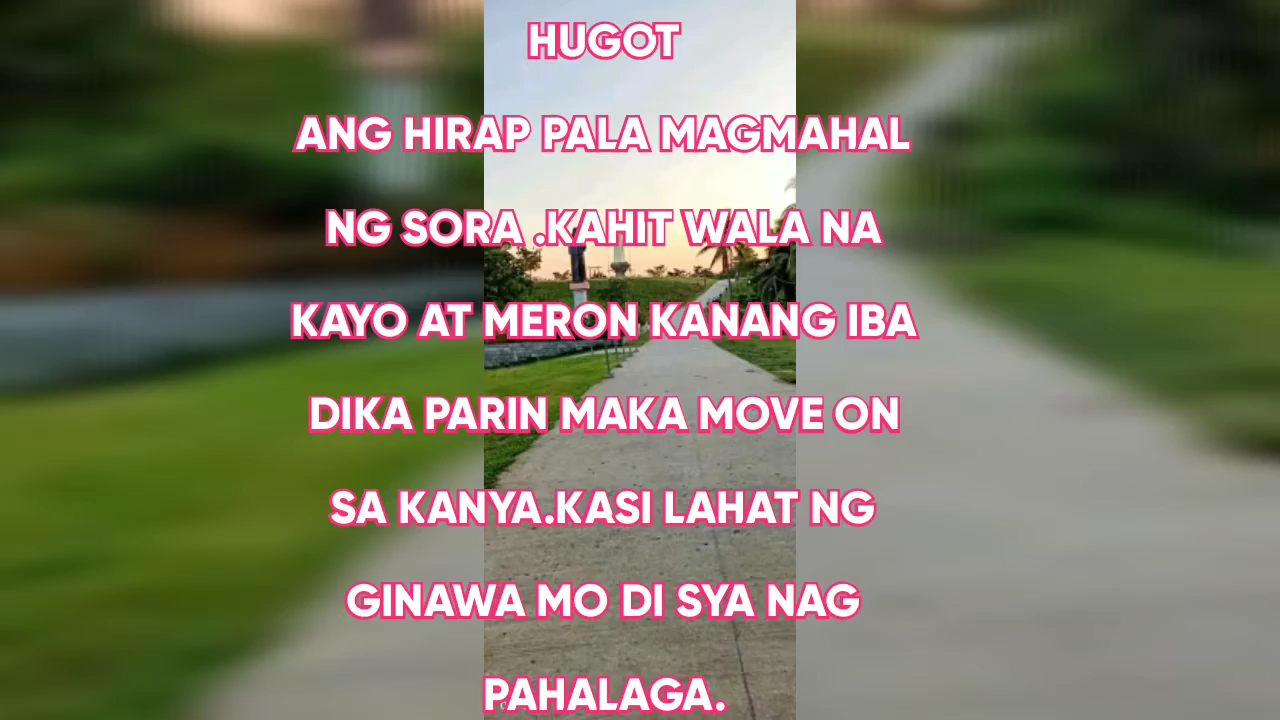 HUGOT
ANG HIRAP PALA MAGMAHAL
NG SORA .KAHIT WALA NA
KAYO AT MERON KANANG IBA
DIKA PARIN MAKA MOVE ON
SA KANYA.KASI LAHAT NG
GINAWA MO DI SYA NAG
PAHALAGA.